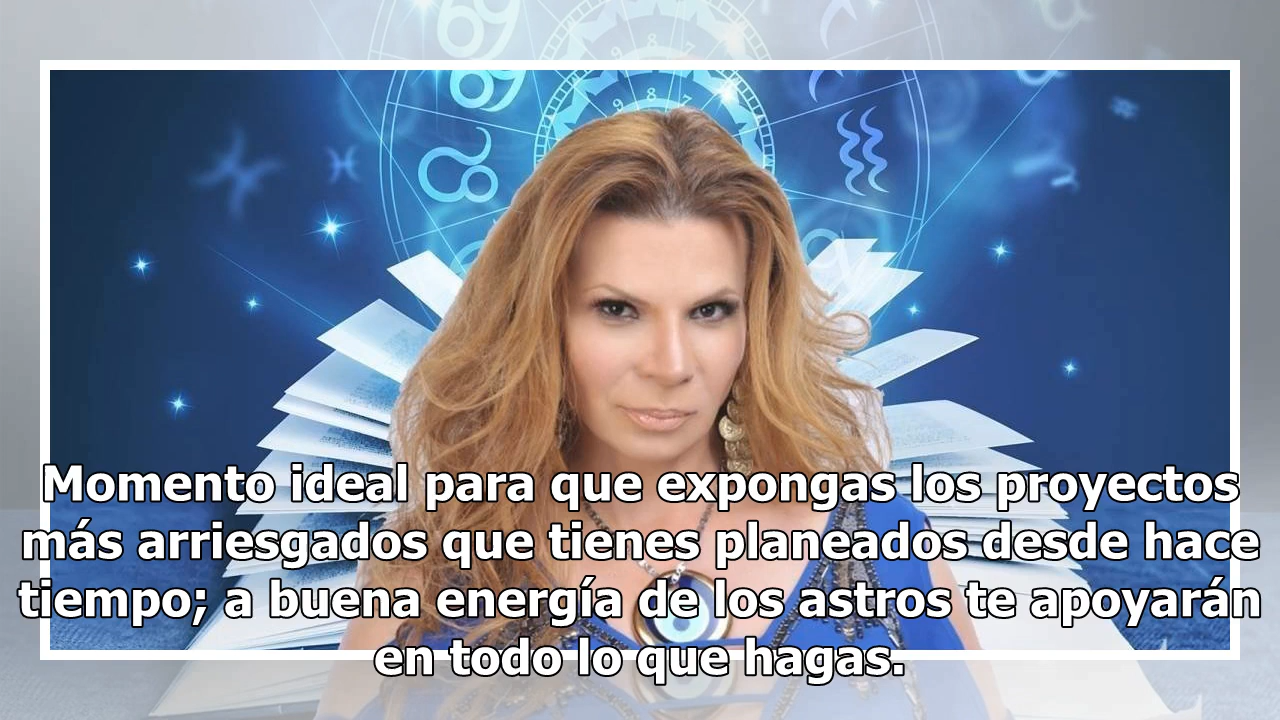 Momento ideal para que expongas los proyectos
más arriesgados que tienes planeados desde hace
tiempo; a buena energía de los astros te apoyarán
en todo lo que hagas.